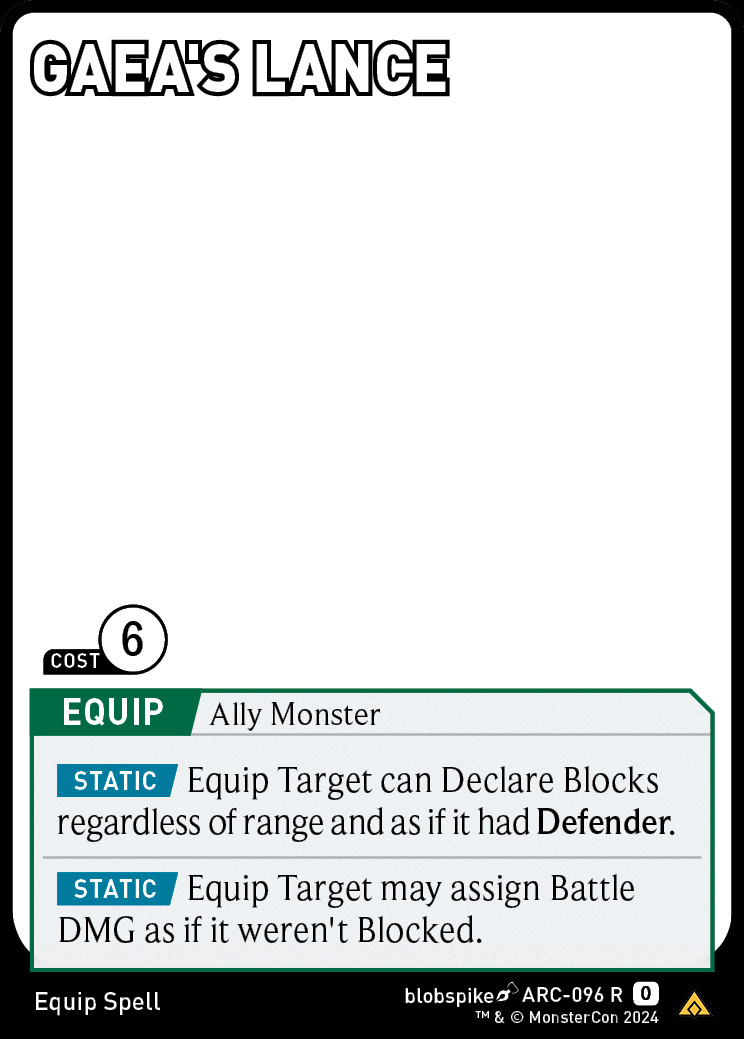 GAEA'S LANCE
COST 6
EQUIP Ally Monster
STATIC Equip Target can Declare Blocks
regardless of range and as if it had Defender.
STATIC Equip Target may assign Battle
DMG as if it weren't Blocked.
Equip Spell
blobspike ARC-096 R 0
™ & © MonsterCon 2024